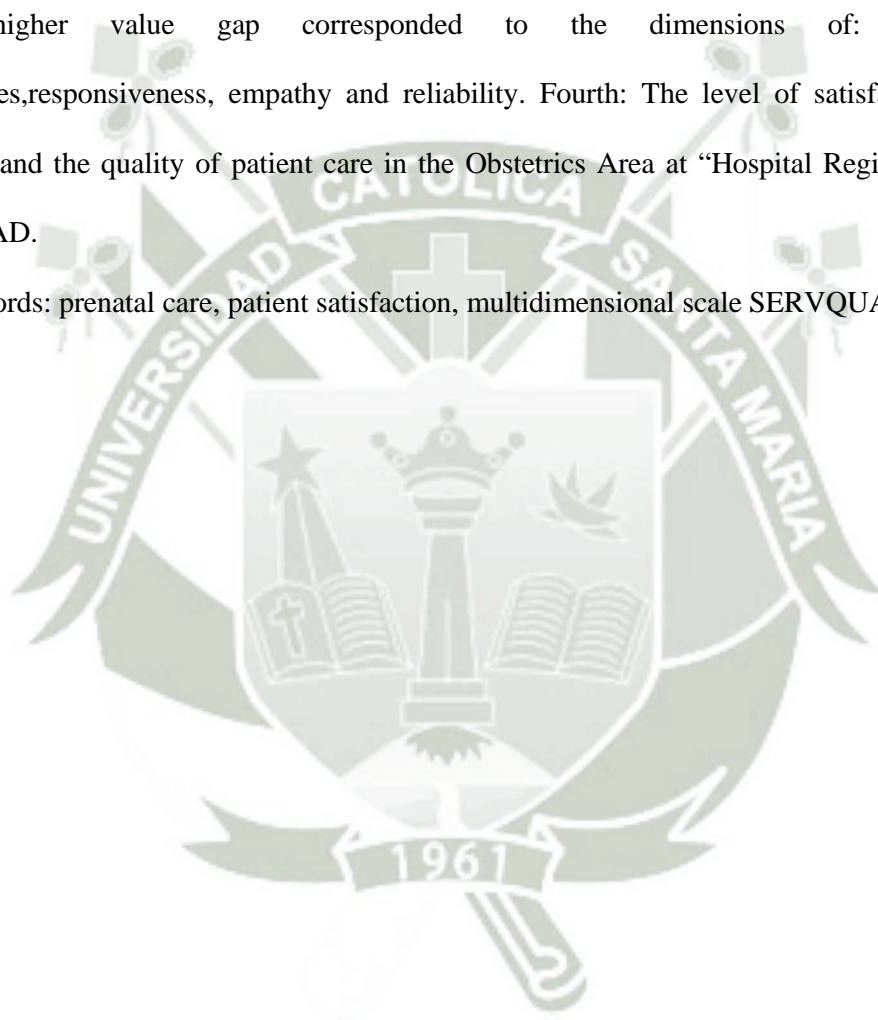 higher value gap corresponded to the dimensions of:
es,responsiveness, empathy and reliability. Fourth: The level of satisf
and the quality of patient care in the Obstetrics Area at “Hospital Regi
AD.
ords: prenatal care, patient satisfaction, multidimensional scale SERVQUA
UNIVERSIDAD CATOLICA SANTA MARIA
1961